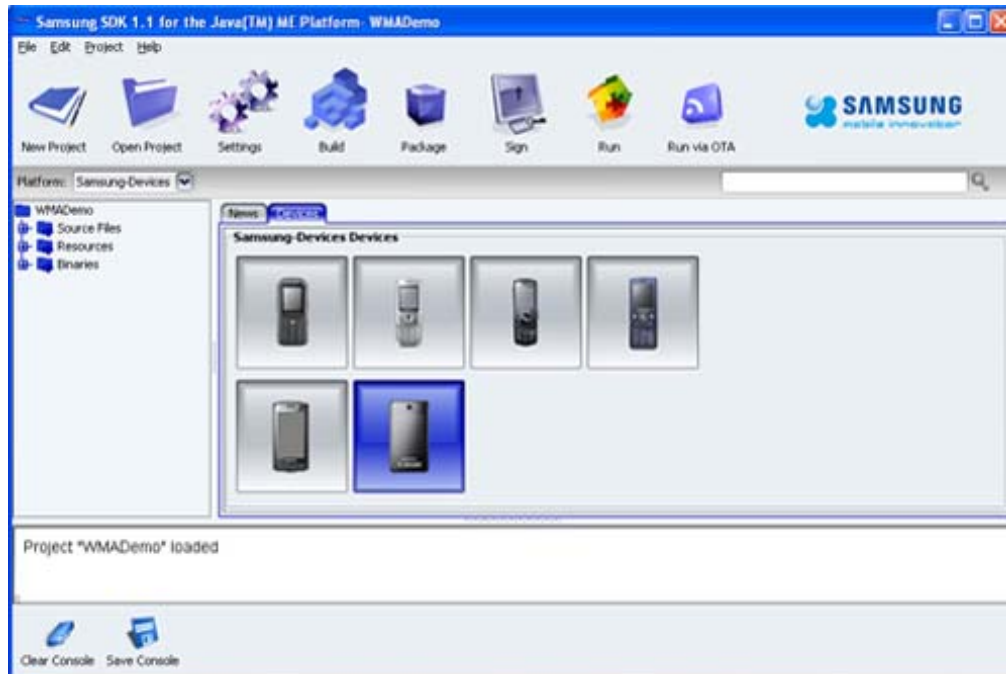 Samsung SDK 1.1 for the Java(TM) ME Platform- WMADemo
File Edit Project Help
New Project Open Project Settings Build Package Sign Run Run via OTA
SAMSUNG
mobile innovator
Platform: Samsung-Devices
WMADemo
Source Files
Resources
Binaries
News Devices
Samsung-Devices Devices
Project "WMADemo" loaded
Clear Console Save Console